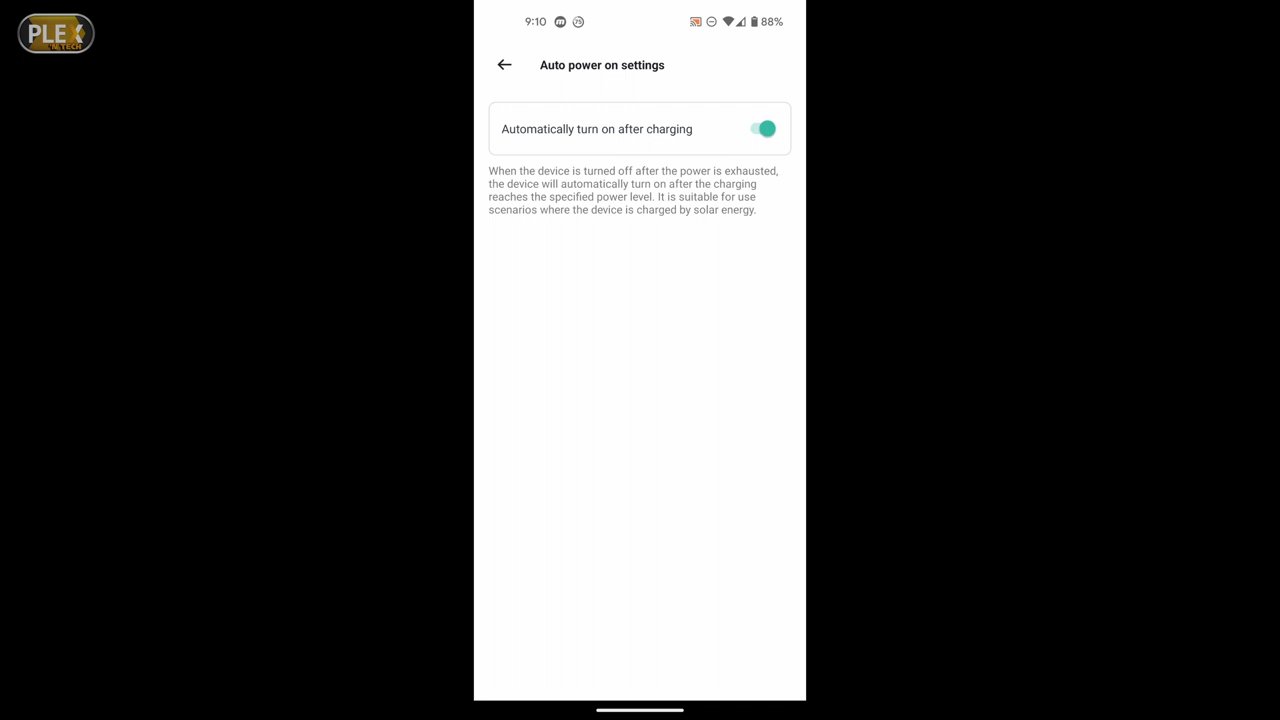 PLEX
'N TECH
9:10 m 75 88%
Auto power on settings
Automatically turn on after charging
When the device is turned off after the power is exhausted,
the device will automatically turn on after the charging
reaches the specified power level. It is suitable for use
scenarios where the device is charged by solar energy.